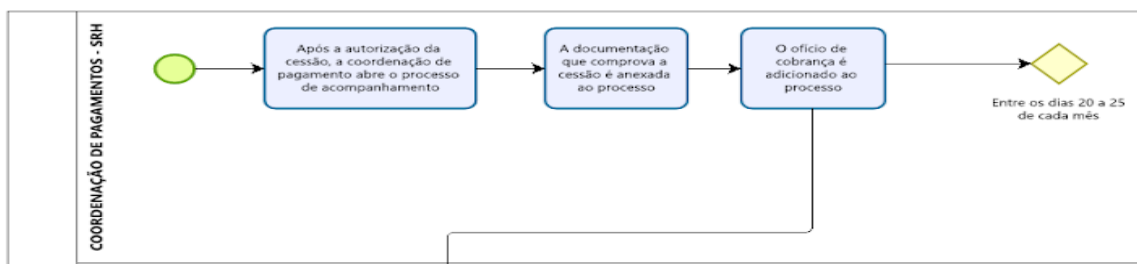 COORDENAÇÃO DE PAGAMENTOS - SRH
Após a autorização da
cessão, a coordenação de
pagamento abre o processo
de acompanhamento
A documentação
que comprova a
cessão é anexada
ao processo
O ofício de
cobrança é
adicionado ao
processo
Entre os dias 20 a 25
de cada mês